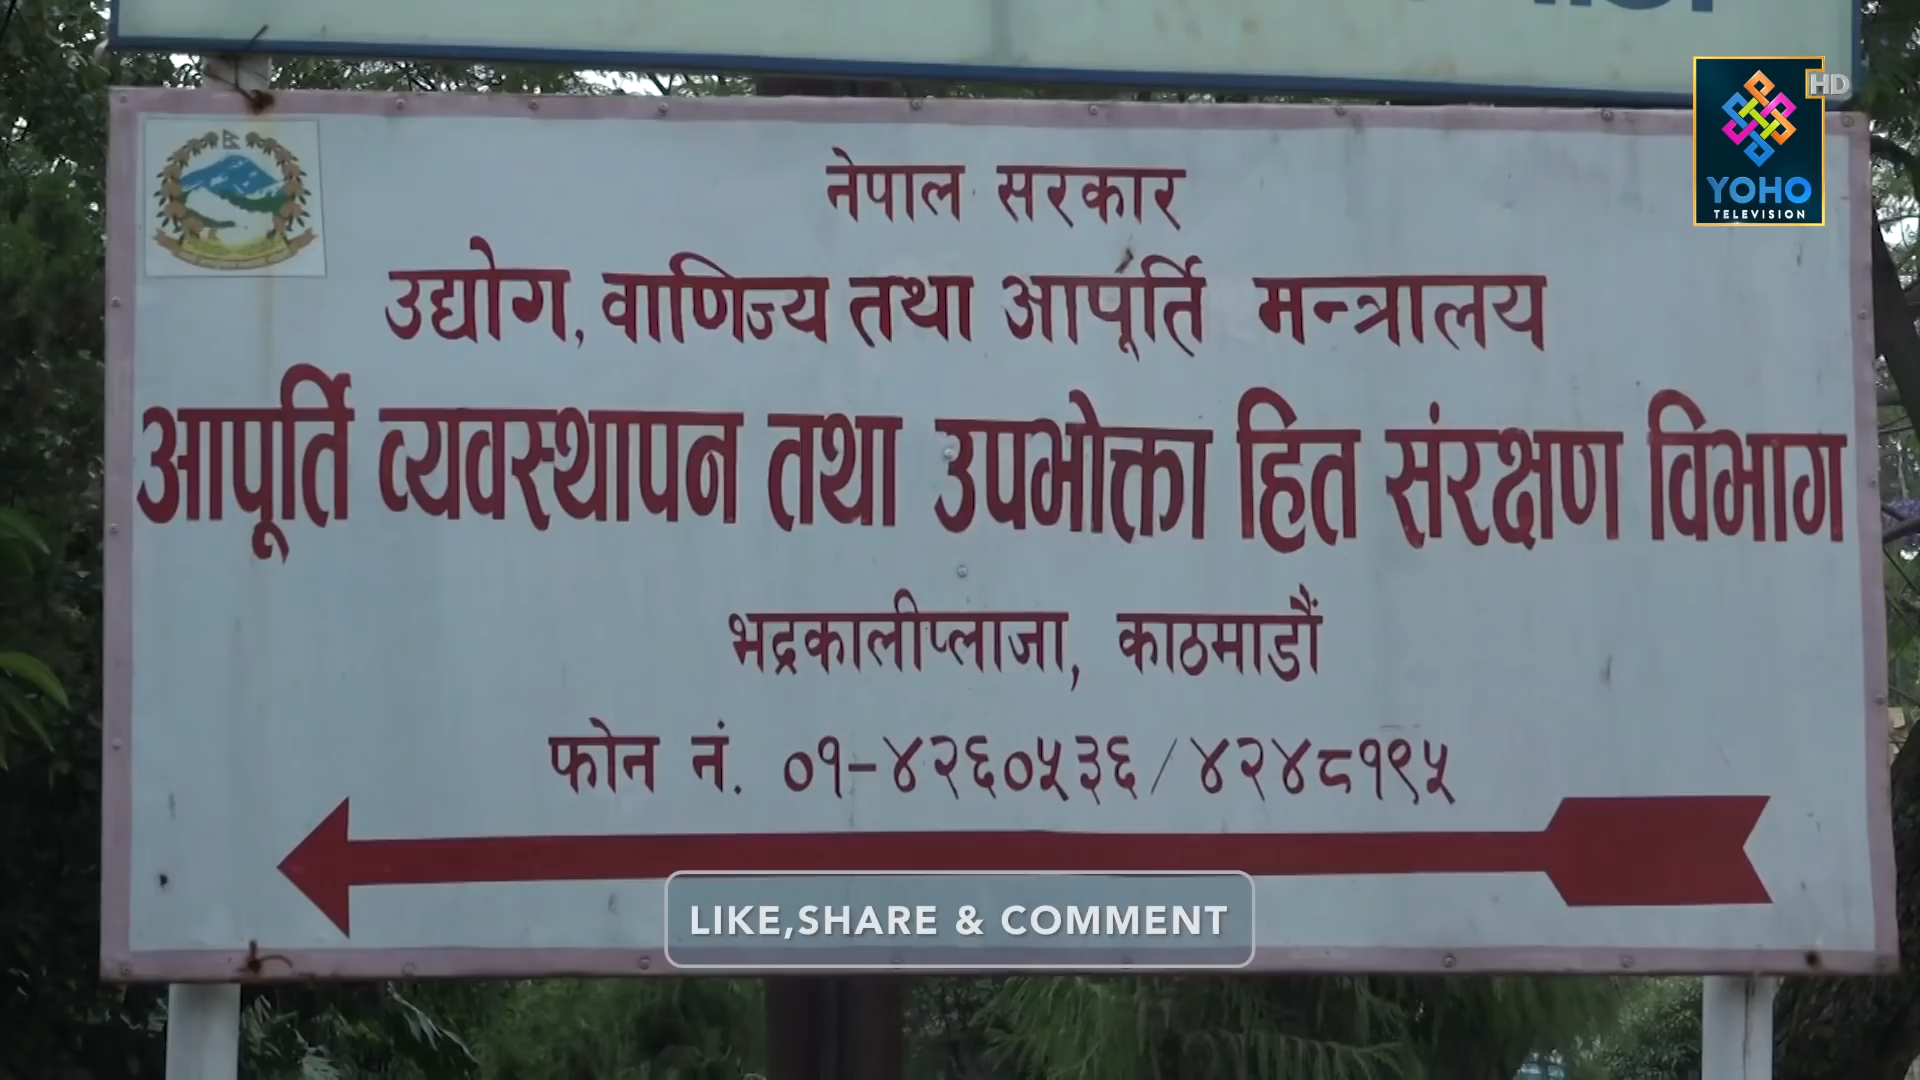 HD
YOHO
TELEVISION
नेपाल सरकार
उद्योग, वाणिज्य तथा आपूर्ति मन्त्रालय
आपूर्ति व्यवस्थापन तथा उपभोक्ता हित संरक्षण विभाग
भद्रकालीप्लाजा, काठमाडौं
फोन नं. ०१-४२६०५३६/४२४८१९५
LIKE,SHARE & COMMENT